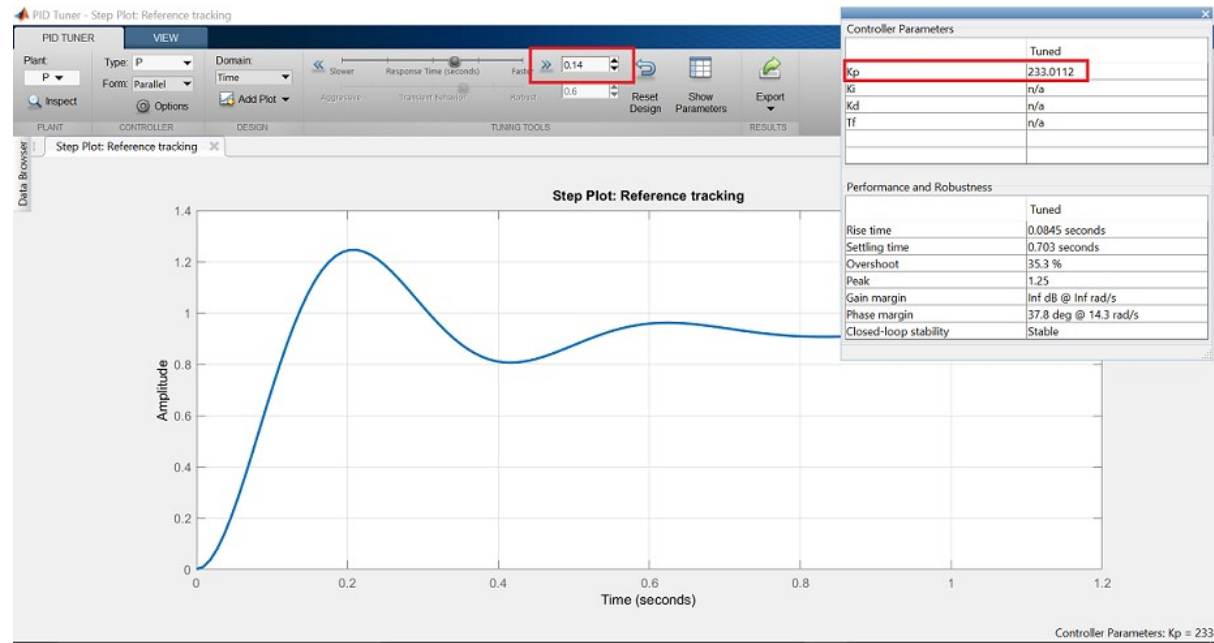 PID Tuner - Step Plot: Reference tracking
PID TUNER VIEW
Plant:
P
Inspect
PLANT
Type: P
Form: Parallel
Options
CONTROLLER
Domain:
Time
Add Plot
DESIGN
Slower Response Time (seconds) Faster 0.14
Aggressive Transient Behavior Robust 0.6
Reset Design
Show Parameters
TUNING TOOLS
Export
RESULTS
Data Browser
Step Plot: Reference tracking
Step Plot: Reference tracking
Amplitude
1.4
1.2
1
0.8
0.6
0.4
0.2
0
0 0.2 0.4 0.6 0.8 1 1.2
Time (seconds)
Controller Parameters
Tuned
Kp 233.0112
Ki n/a
Kd n/a
Tf n/a
Performance and Robustness
Tuned
Rise time 0.0845 seconds
Settling time 0.703 seconds
Overshoot 35.3 %
Peak 1.25
Gain margin Inf dB @ Inf rad/s
Phase margin 37.8 deg @ 14.3 rad/s
Closed-loop stability Stable
Controller Parameters: Kp = 233